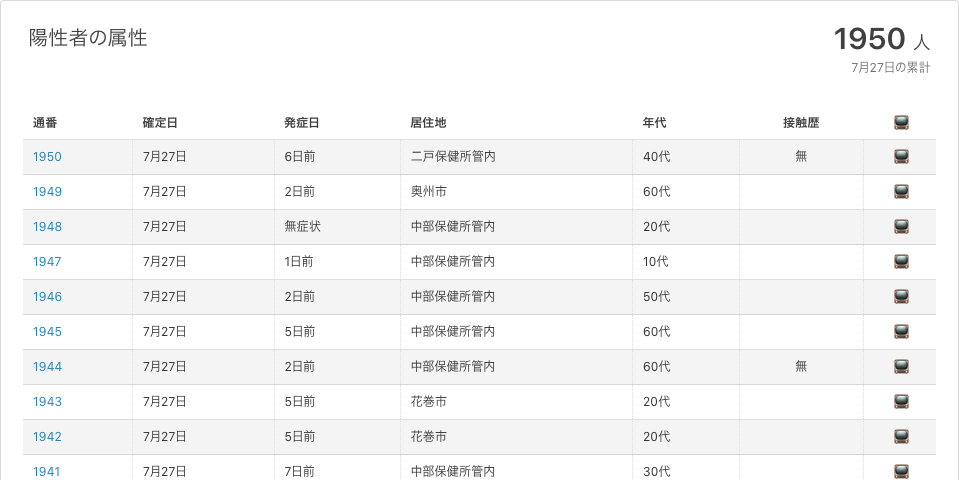 陽性者の属性
1950 人
7月27日の累計
通番 確定日 発症日 居住地 年代 接触歴
1950 7月27日 6日前 二戸保健所管内 40代 無
1949 7月27日 2日前 奥州市 60代
1948 7月27日 無症状 中部保健所管内 20代
1947 7月27日 1日前 中部保健所管内 10代
1946 7月27日 2日前 中部保健所管内 50代
1945 7月27日 5日前 中部保健所管内 60代
1944 7月27日 2日前 中部保健所管内 60代 無
1943 7月27日 5日前 花巻市 20代
1942 7月27日 5日前 花巻市 20代
1941 7月27日 7日前 中部保健所管内 30代